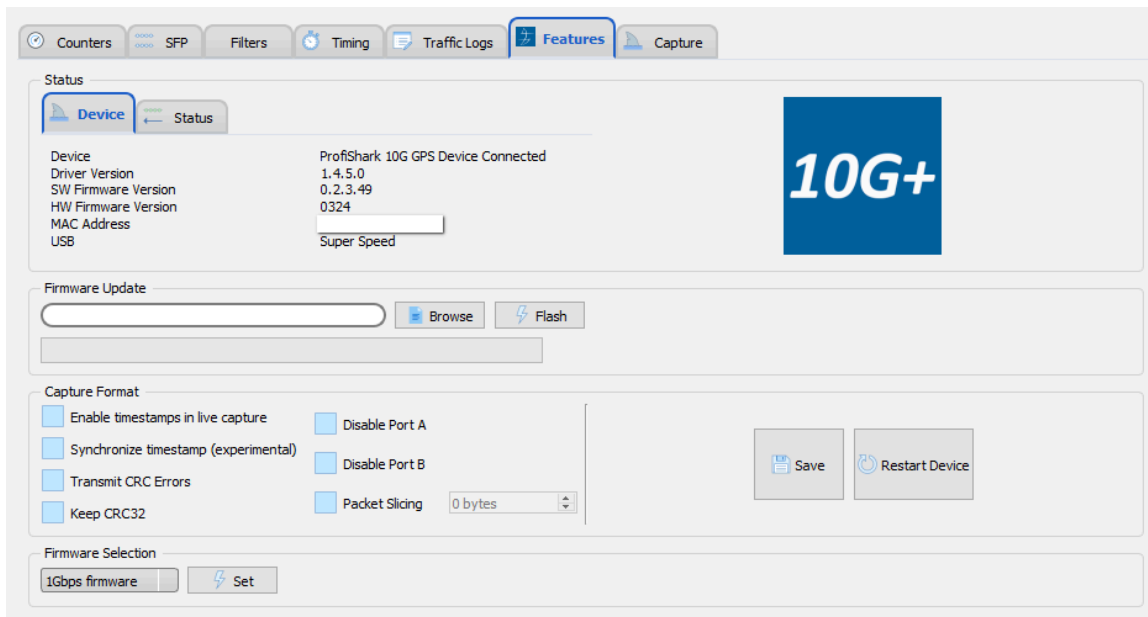 Counters SFP Filters Timing Traffic Logs Features Capture
Status
Device Status
Device ProfiShark 10G GPS Device Connected
Driver Version 1.4.5.0
SW Firmware Version 0.2.3.49
HW Firmware Version 0324
MAC Address
USB Super Speed
10G+
Firmware Update
Browse Flash
Capture Format
Enable timestamps in live capture
Synchronize timestamp (experimental)
Transmit CRC Errors
Keep CRC32
Disable Port A
Disable Port B
Packet Slicing 0 bytes
Save Restart Device
Firmware Selection
1Gbps firmware Set